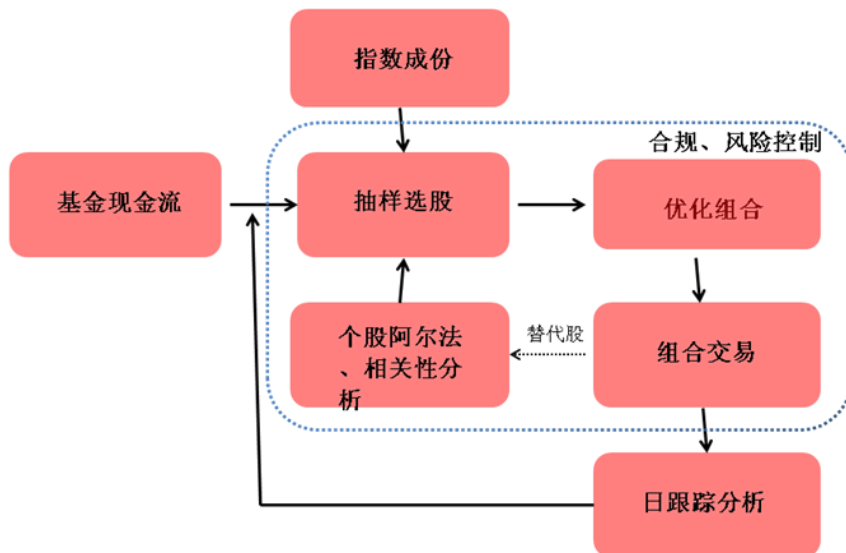 指数成份
合规、风险控制
基金现金流
抽样选股
优化组合
个股阿尔法
、相关性分
析
替代股
组合交易
日跟踪分析